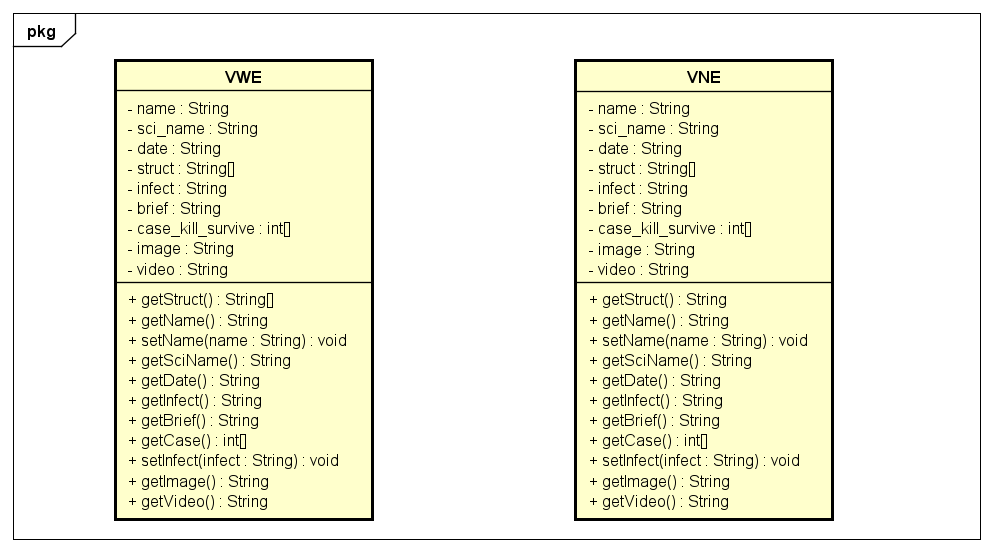 pkg
VWE
- name : String
- sci_name : String
- date : String
- struct : String[]
- infect : String
- brief : String
- case_kill_survive : int[]
- image : String
- video : String
+ getStruct() : String[]
+ getName() : String
+ setName(name : String) : void
+ getSciName() : String
+ getDate() : String
+ getInfect() : String
+ getBrief() : String
+ getCase() : int[]
+ setInfect(infect : String) : void
+ getImage() : String
+ getVideo() : String
VNE
- name : String
- sci_name : String
- date : String
- struct : String[]
- infect : String
- brief : String
- case_kill_survive : int[]
- image : String
- video : String
+ getStruct() : String
+ getName() : String
+ setName(name : String) : void
+ getSciName() : String
+ getDate() : String
+ getInfect() : String
+ getBrief() : String
+ getCase() : int[]
+ setInfect(infect : String) : void
+ getImage() : String
+ getVideo() : String